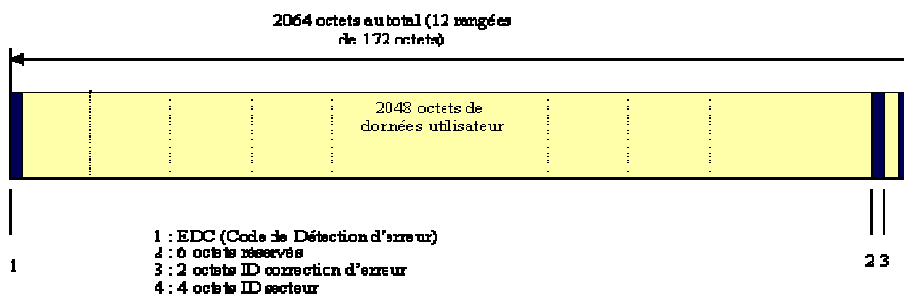 2064 octets au total (12 rangées
de 172 octets)
2048 octets de
données utilisateur
1 : EDC (Code de Détection d'erreur)
2 : 6 octets réservés
3 : 2 octets ID correction d'erreur
4 : 4 octets ID secteur
1
2 3